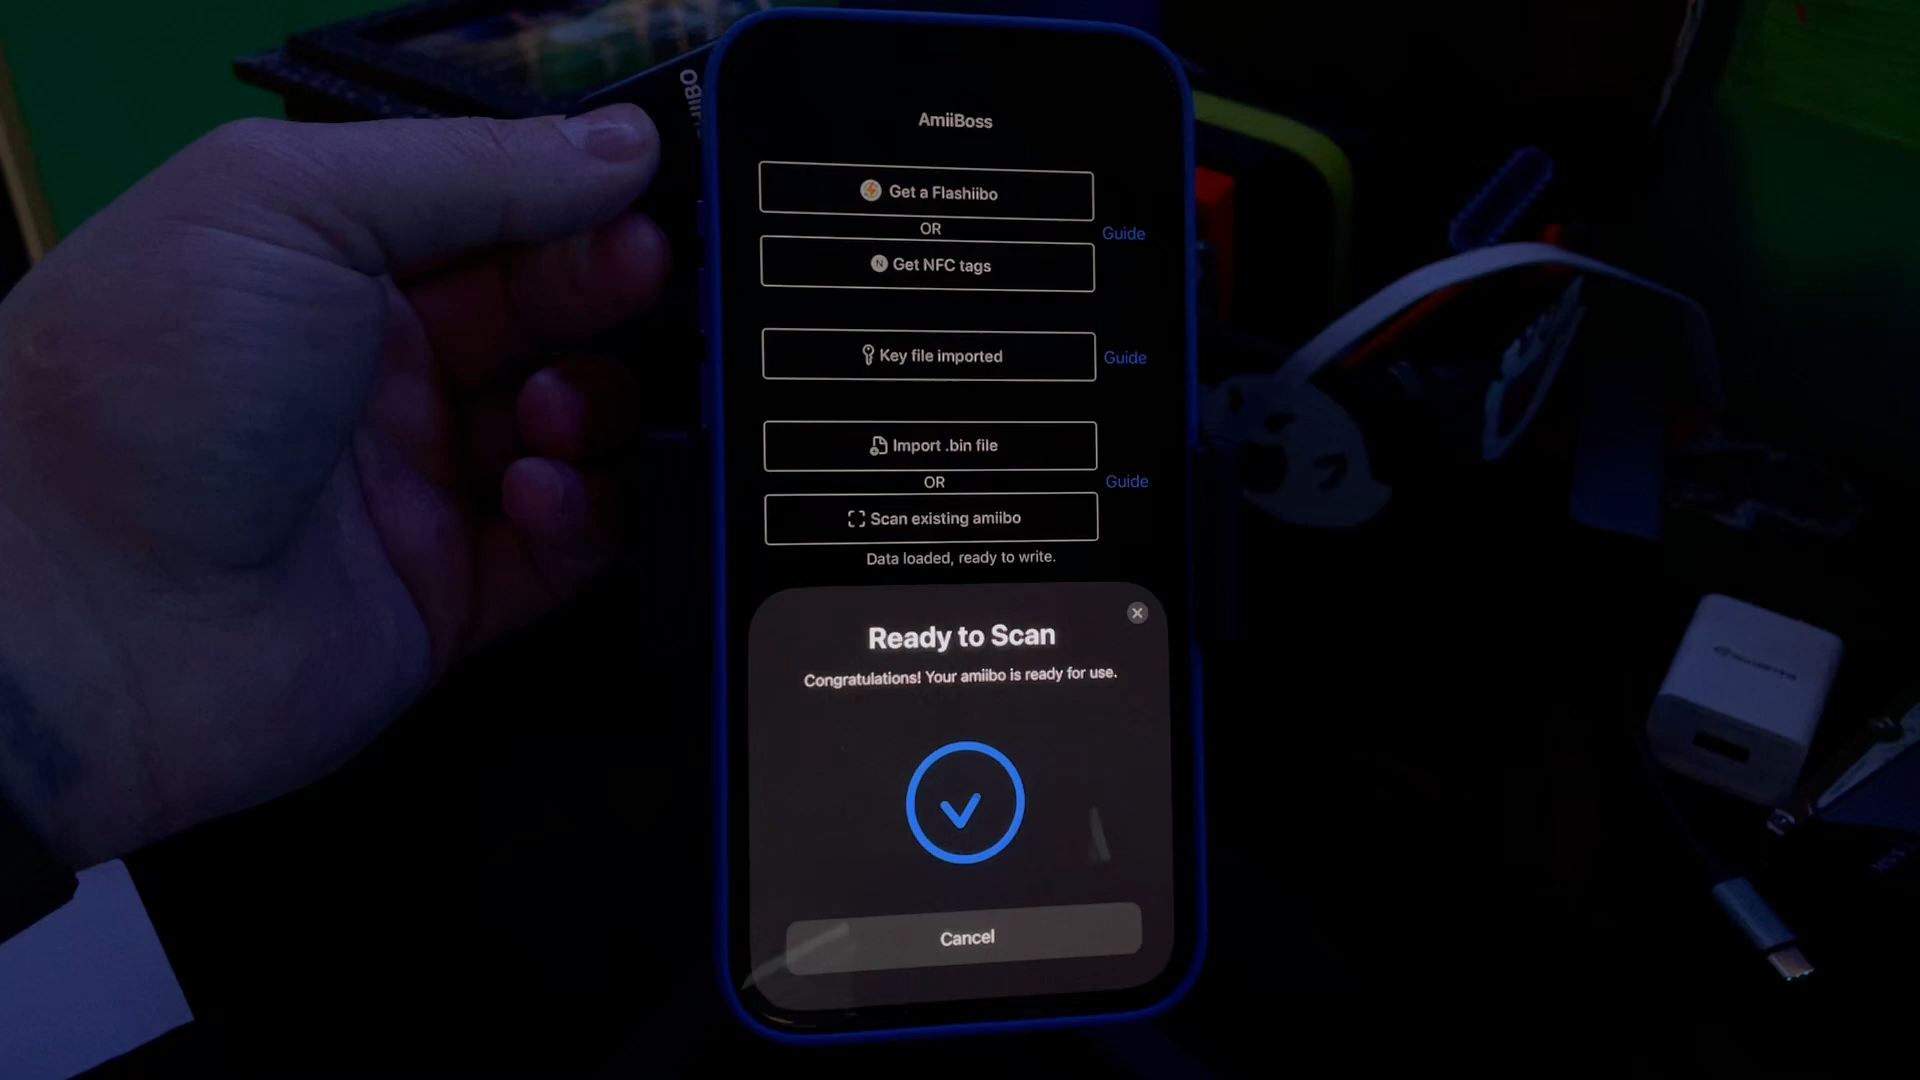 AmiiBoss
Get a Flashiibo
OR
Guide
Get NFC tags
Key file imported
Guide
Import .bin file
OR
Guide
Scan existing amiibo
Data loaded, ready to write.
Ready to Scan
Congratulations! Your amiibo is ready for use.
Cancel